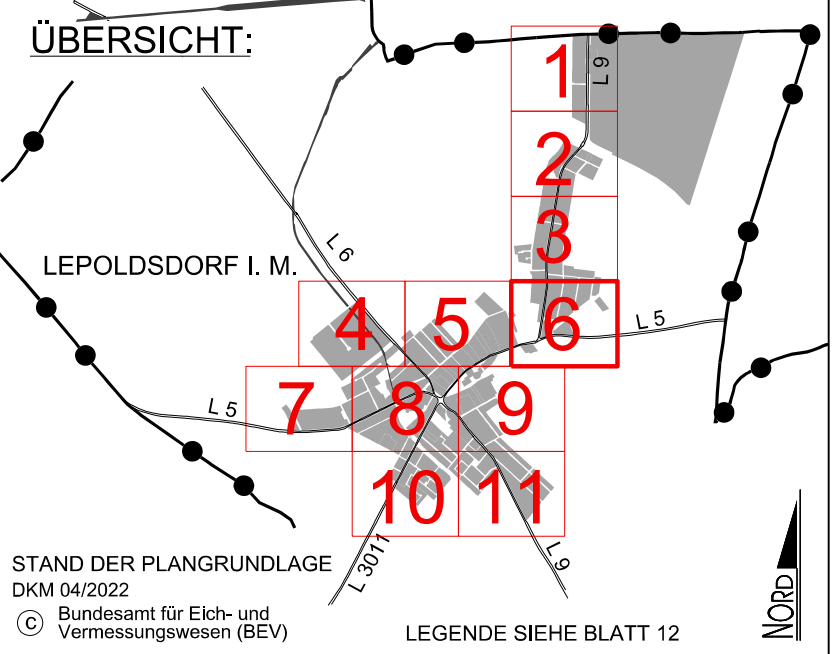 ÜBERSICHT:
1
L 9
2
3
L 6
LEPOLDSDORF I. M.
4
5
6
L 5
7
L 5
8
9
10
11
L 3011
L 9
STAND DER PLANGRUNDLAGE
DKM 04/2022
© Bundesamt für Eich- und
Vermessungswesen (BEV)
LEGENDE SIEHE BLATT 12
NORD